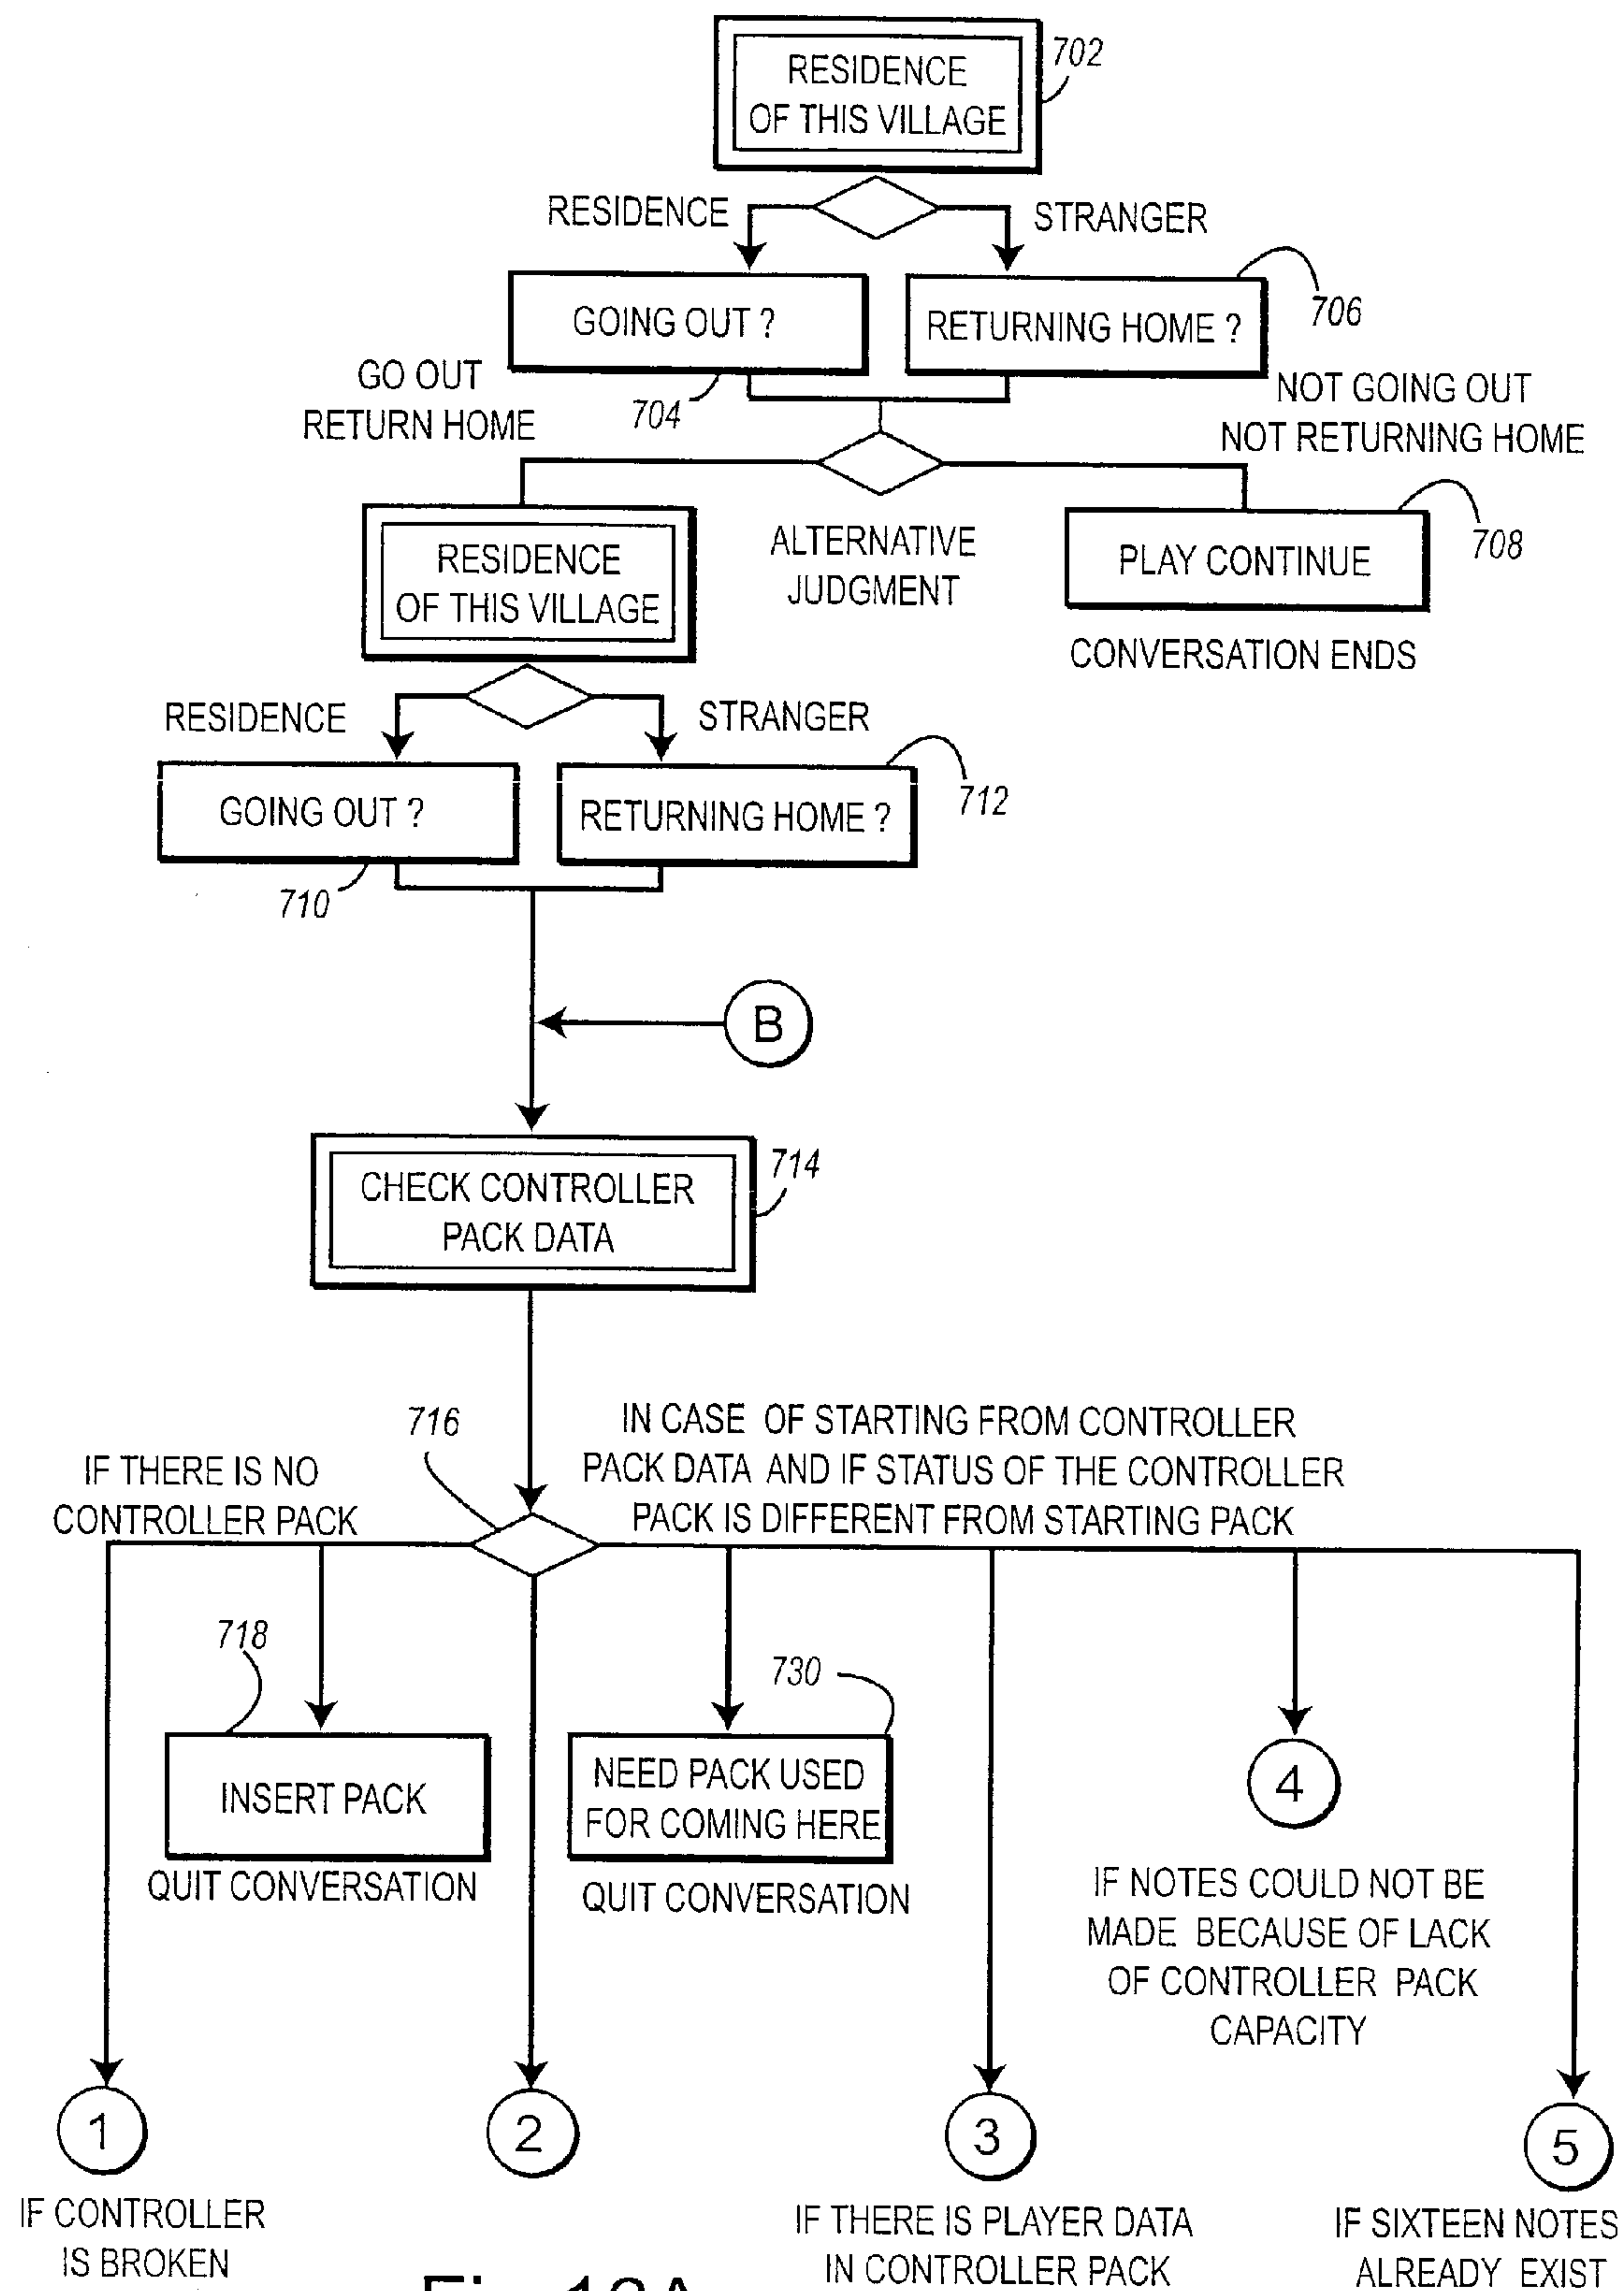 RESIDENCE
OF THIS VILLAGE
702
RESIDENCE
STRANGER
GOING OUT ?
RETURNING HOME ?
706
GO OUT
RETURN HOME
704
NOT GOING OUT
NOT RETURNING HOME
RESIDENCE
OF THIS VILLAGE
ALTERNATIVE
JUDGMENT
PLAY CONTINUE
708
CONVERSATION ENDS
RESIDENCE
STRANGER
GOING OUT ?
RETURNING HOME ?
712
710
B
CHECK CONTROLLER
PACK DATA
714
716
IF THERE IS NO
CONTROLLER PACK
IN CASE OF STARTING FROM CONTROLLER
PACK DATA AND IF STATUS OF THE CONTROLLER
PACK IS DIFFERENT FROM STARTING PACK
718
730
INSERT PACK
QUIT CONVERSATION
NEED PACK USED
FOR COMING HERE
QUIT CONVERSATION
4
IF NOTES COULD NOT BE
MADE BECAUSE OF LACK
OF CONTROLLER PACK
CAPACITY
1
2
3
5
IF CONTROLLER
IS BROKEN
IF THERE IS PLAYER DATA
IN CONTROLLER PACK
IF SIXTEEN NOTES
ALREADY EXIST